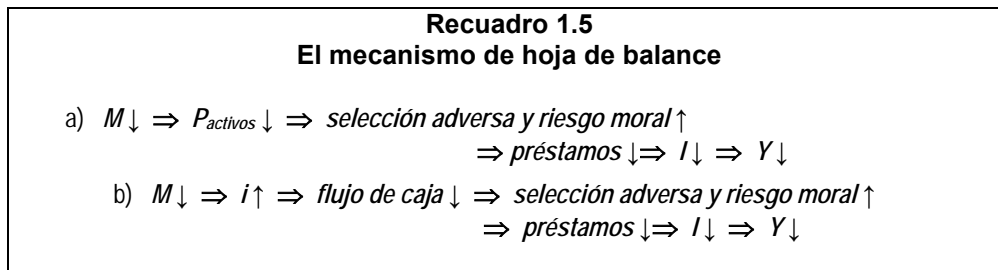 Recuadro 1.5
El mecanismo de hoja de balance
a) M ↓ ⇒ Pactivos ↓ ⇒ selección adversa y riesgo moral ↑
⇒ préstamos ↓⇒ I ↓ ⇒ Y ↓
b) M ↓ ⇒ i ↑ ⇒ flujo de caja ↓ ⇒ selección adversa y riesgo moral ↑
⇒ préstamos ↓⇒ I ↓ ⇒ Y ↓